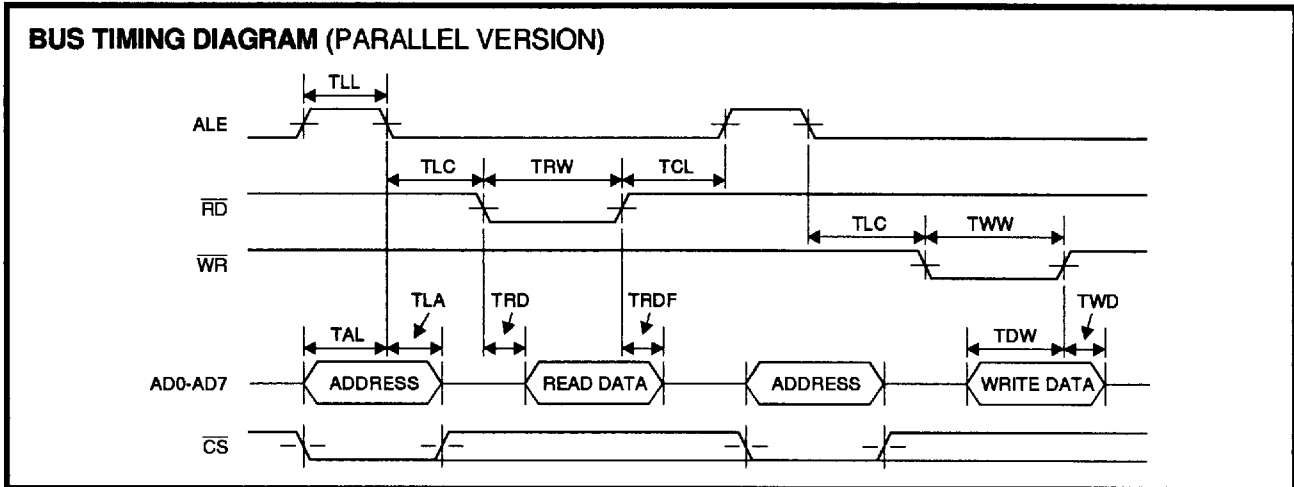 BUS TIMING DIAGRAM (PARALLEL VERSION)
TLL
ALE
TLC TRW TCL
RD
TLC TWW
WR
TLA TRD TRDF TWD
TAL TDW
AD0-AD7 ADDRESS READ DATA ADDRESS WRITE DATA
CS